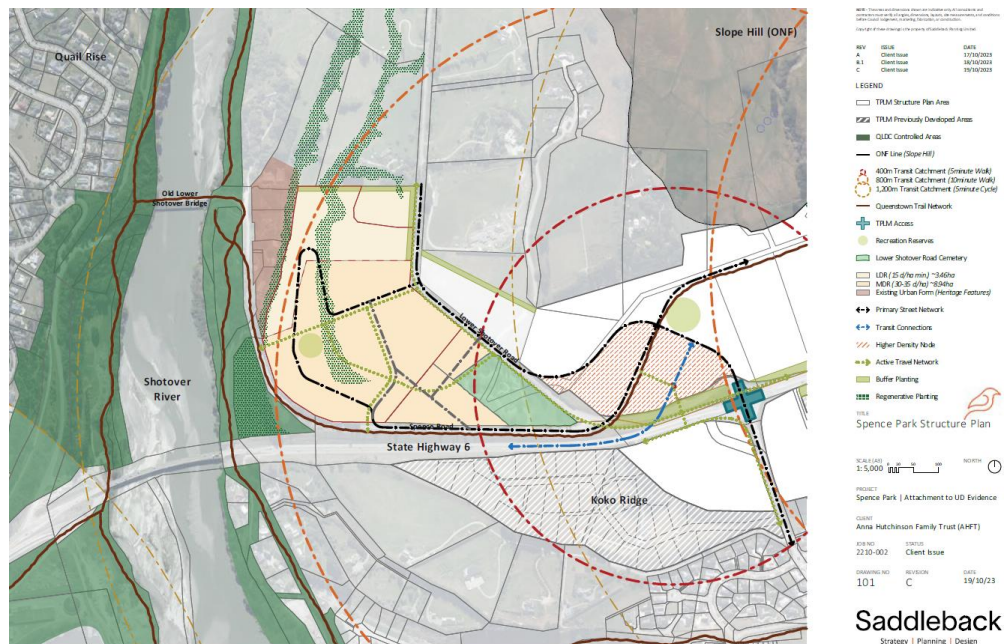 Quail Rise
Slope Hill (ONF)
Old Lower
Shotover Bridge
Lower Shotover Road
Shotover
River
Spence Road
State Highway 6
Koko Ridge
REV ISSUE DATE
A Client Issue 17/10/2023
B.1 Client Issue 18/10/2023
C Client Issue 19/10/2023
LEGEND
TPLM Structure Plan Area
TPLM Previously Developed Areas
QLDC Controlled Areas
ONF Line (Slope Hill)
400m Transit Catchment (5minute Walk)
800m Transit Catchment (10minute Walk)
1,200m Transit Catchment (5minute Cycle)
Queenstown Trail Network
TPLM Access
Recreation Reserves
Lower Shotover Road Cemetery
LDR (15 d/ha min) ~3.46ha
MDR (30-35 d/ha) ~8.94ha
Existing Urban Form (Heritage Features)
Primary Street Network
Transit Connections
Higher Density Node
Active Travel Network
Buffer Planting
Regenerative Planting
TITLE
Spence Park Structure Plan
SCALE (A3) NORTH
1:5,000
PROJECT
Spence Park | Attachment to UD Evidence
CLIENT
Anna Hutchinson Family Trust (AHFT)
JOB NO STATUS
2210-002 Client Issue
DRAWING NO REVISION DATE
101 C 19/10/23
Saddleback
Strategy | Planning | Design